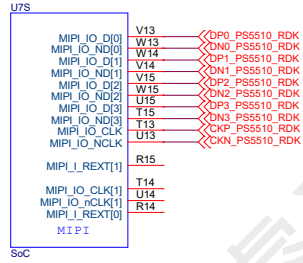 U7S
MIPI_IO_D[0] V13 DP0_PS5510_RDK
MIPI_IO_ND[0] W13 DN0_PS5510_RDK
MIPI_IO_D[1] W14 DP1_PS5510_RDK
MIPI_IO_ND[1] V14 DN1_PS5510_RDK
MIPI_IO_D[2] V15 DP2_PS5510_RDK
MIPI_IO_ND[2] W15 DN2_PS5510_RDK
MIPI_IO_D[3] U15 DP3_PS5510_RDK
MIPI_IO_ND[3] T15 DN3_PS5510_RDK
MIPI_IO_CLK T13 CKP_PS5510_RDK
MIPI_IO_NCLK U13 CKN_PS5510_RDK
MIPI_I_REXT[1] R15
MIPI_IO_CLK[1] T14
MIPI_IO_nCLK[1] U14
MIPI_I_REXT[0] R14
MIPI
SoC